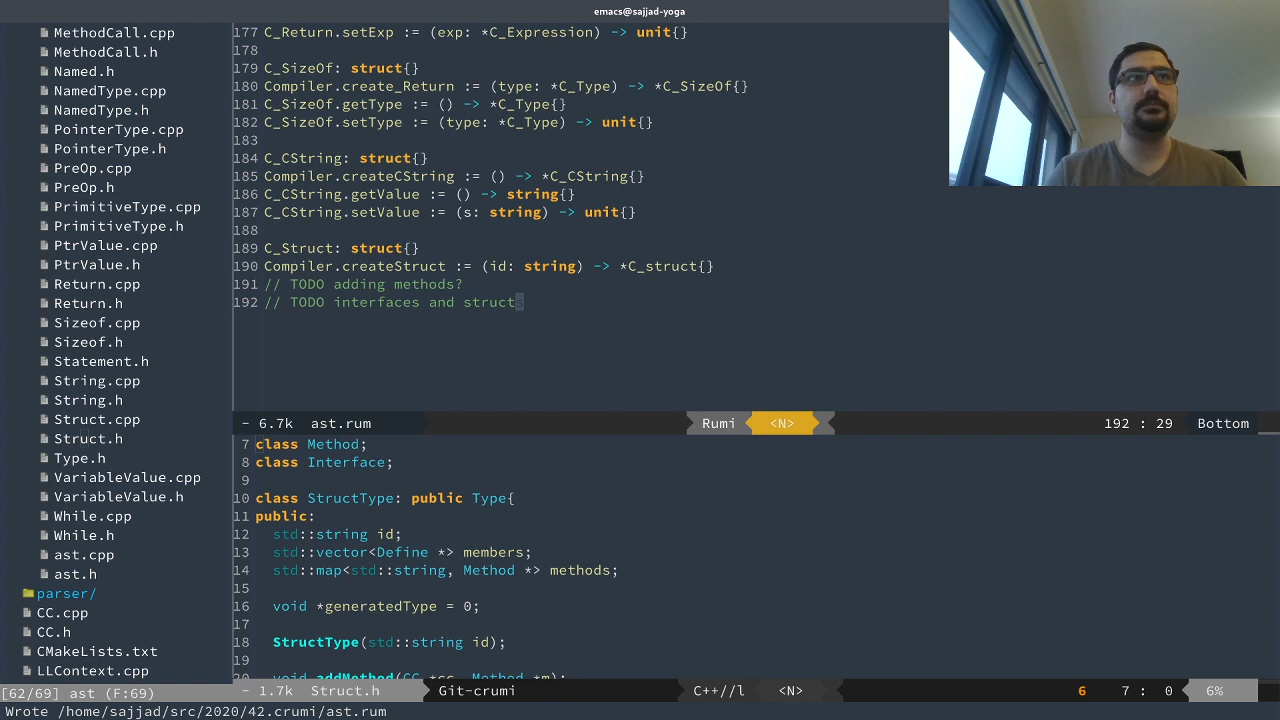 emacs@sajjad-yoga
MethodCall.cpp
MethodCall.h
Named.h
NamedType.cpp
NamedType.h
PointerType.cpp
PointerType.h
PreOp.cpp
PreOp.h
PrimitiveType.cpp
PrimitiveType.h
PtrValue.cpp
PtrValue.h
Return.cpp
Return.h
Sizeof.cpp
Sizeof.h
Statement.h
String.cpp
String.h
Struct.cpp
Struct.h
Type.h
VariableValue.cpp
VariableValue.h
While.cpp
While.h
ast.cpp
ast.h
parser/
CC.cpp
CC.h
CMakeLists.txt
LLContext.cpp
[62/69] ast (F:69)
177 C_Return.setExp := (exp: *C_Expression) -> unit{}
178
179 C_SizeOf: struct{}
180 Compiler.create_Return := (type: *C_Type) -> *C_SizeOf{}
181 C_SizeOf.getType := () -> *C_Type{}
182 C_SizeOf.setType := (type: *C_Type) -> unit{}
183
184 C_CString: struct{}
185 Compiler.createCString := () -> *C_CString{}
186 C_CString.getValue := () -> string{}
187 C_CString.setValue := (s: string) -> unit{}
188
189 C_Struct: struct{}
190 Compiler.createStruct := (id: string) -> *C_struct{}
191 // TODO adding methods?
192 // TODO interfaces and structs
- 6.7k ast.rum Rumi <N> 192 : 29 Bottom
7 class Method;
8 class Interface;
9
10 class StructType: public Type{
11 public:
12 std::string id;
13 std::vector<Define *> members;
14 std::map<std::string, Method *> methods;
15
16 void *generatedType = 0;
17
18 StructType(std::string id);
19
20 void addMethod(CC *cc, Method *m);
- 1.7k Struct.h Git-crumi C++//l <N> 6 7 : 0 6%
Wrote /home/sajjad/src/2020/42.crumi/ast.rum